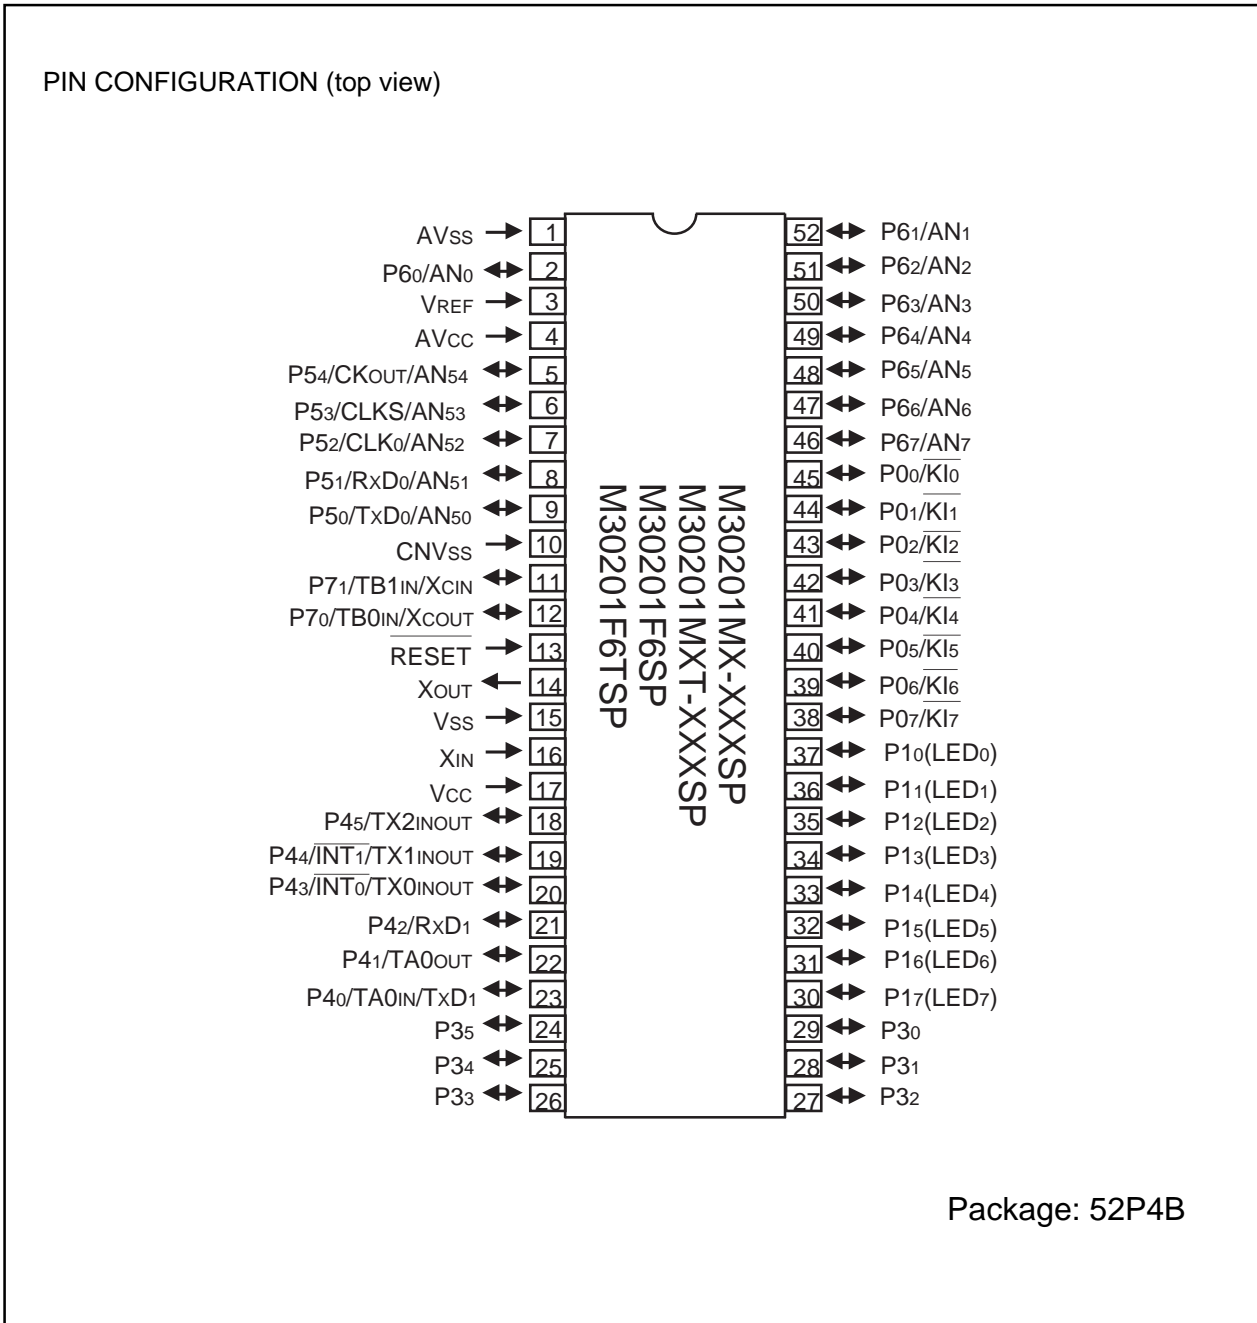 PIN CONFIGURATION (top view)
AVSS 1 52 P61/AN1
P60/AN0 2 51 P62/AN2
VREF 3 50 P63/AN3
AVCC 4 49 P64/AN4
P54/CKOUT/AN54 5 48 P65/AN5
P53/CLKS/AN53 6 47 P66/AN6
P52/CLK0/AN52 7 46 P67/AN7
P51/RxD0/AN51 8 45 P00/KI0
P50/TxD0/AN50 9 44 P01/KI1
CNVSS 10 43 P02/KI2
P71/TB1IN/XCIN 11 42 P03/KI3
P70/TB0IN/XCOUT 12 41 P04/KI4
RESET 13 40 P05/KI5
XOUT 14 39 P06/KI6
VSS 15 38 P07/KI7
XIN 16 37 P10(LED0)
VCC 17 36 P11(LED1)
P45/TX2INOUT 18 35 P12(LED2)
P44/INT1/TX1INOUT 19 34 P13(LED3)
P43/INT0/TX0INOUT 20 33 P14(LED4)
P42/RxD1 21 32 P15(LED5)
P41/TA0OUT 22 31 P16(LED6)
P40/TA0IN/TxD1 23 30 P17(LED7)
P35 24 29 P30
P34 25 28 P31
P33 26 27 P32
M30201MX-XXXSP
M30201MXT-XXXSP
M30201F6SP
M30201F6TSP
Package: 52P4B